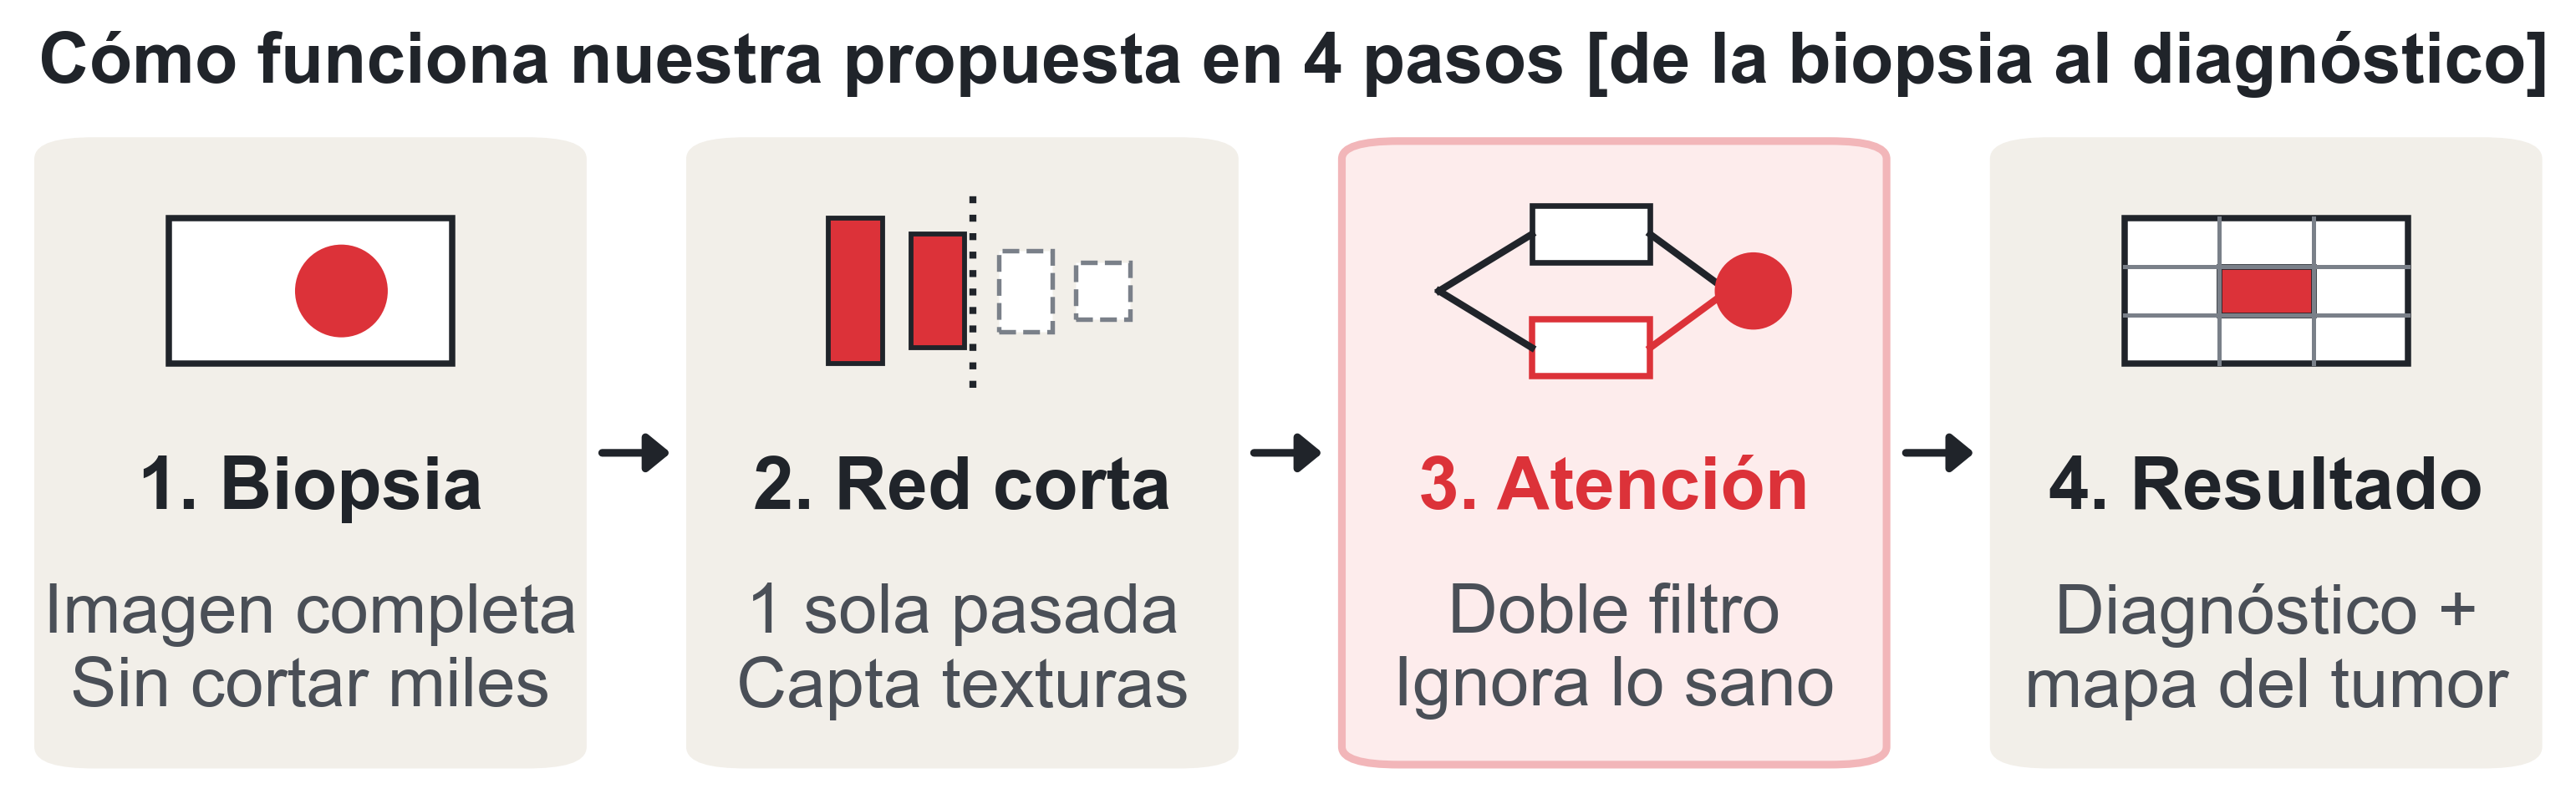 Cómo funciona nuestra propuesta en 4 pasos [de la biopsia al diagnóstico]
1. Biopsia
Imagen completa
Sin cortar miles
2. Red corta
1 sola pasada
Capta texturas
3. Atención
Doble filtro
Ignora lo sano
4. Resultado
Diagnóstico +
mapa del tumor